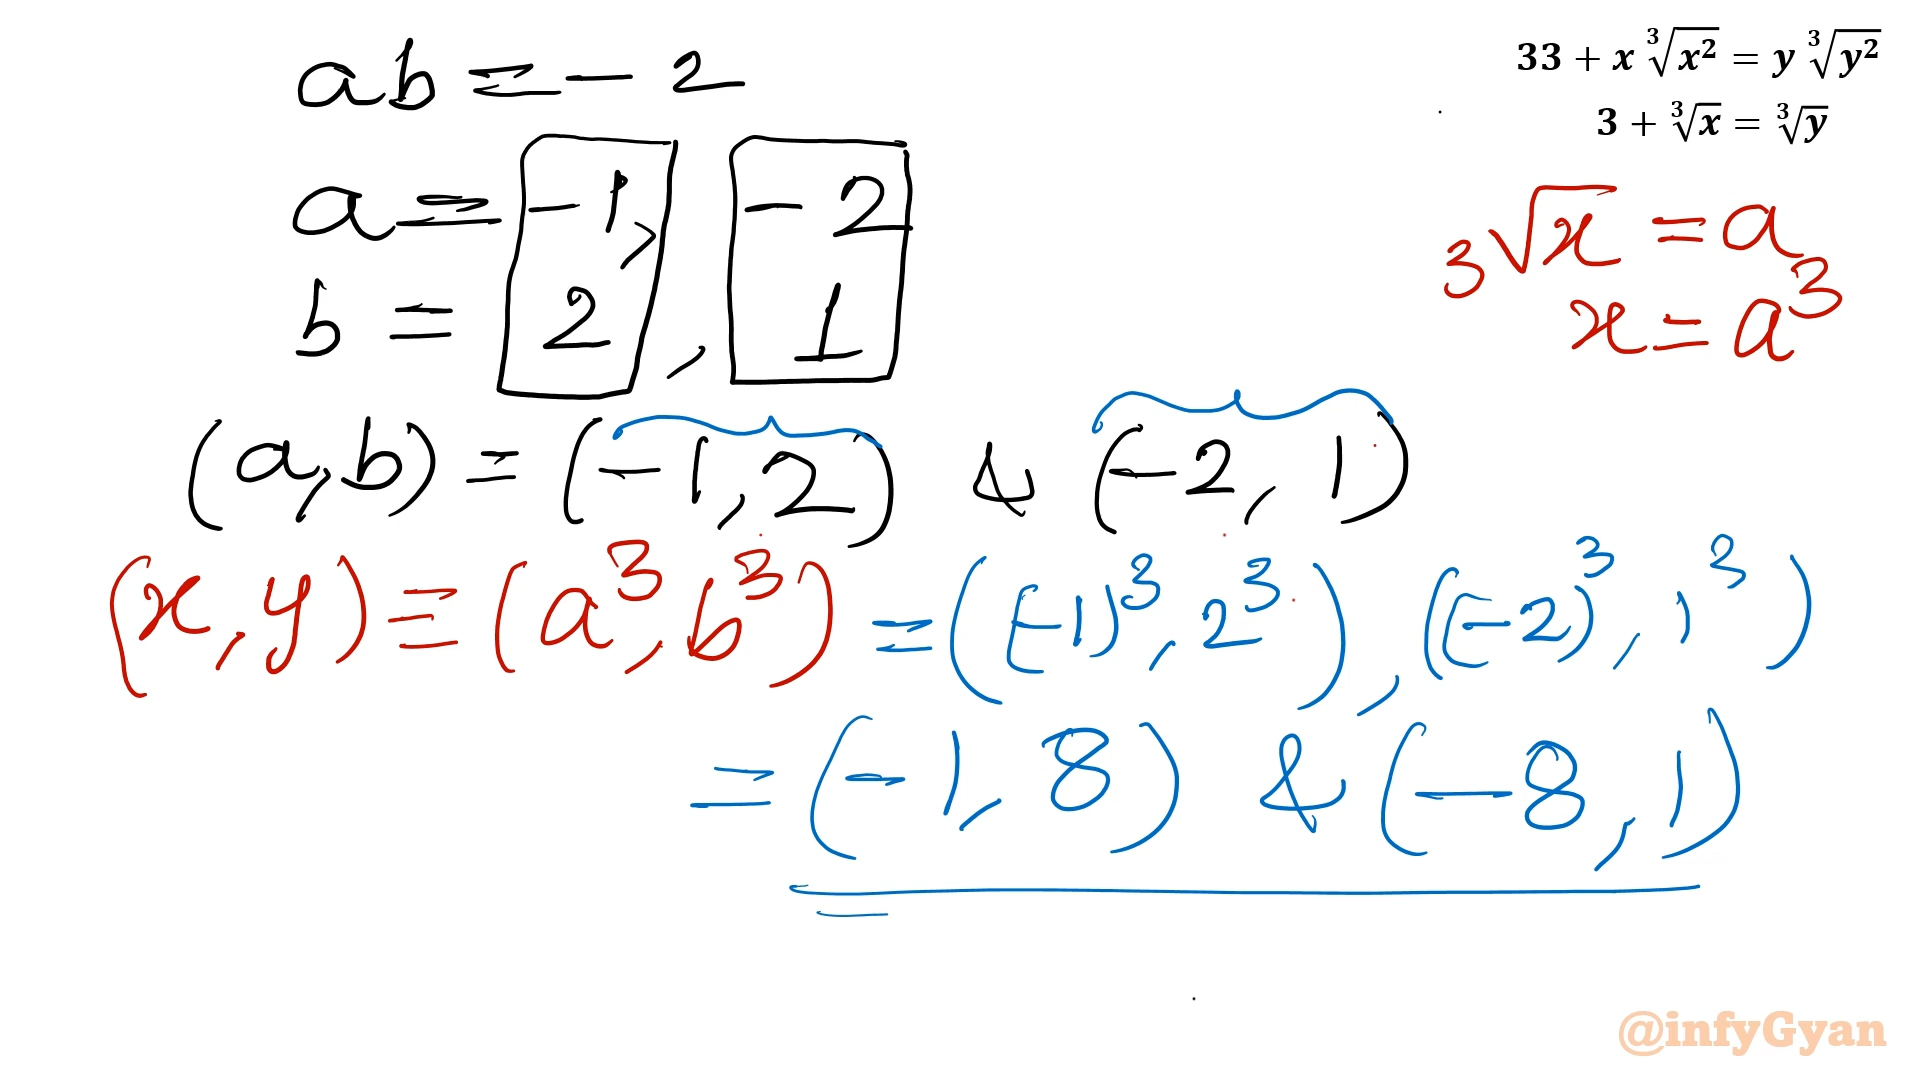 33 + x ∛x² = y ∛y²
3 + ∛x = ∛y
ab = - 2
a = -1, -2
b = 2, 1
3√x = a
x = a³
(a,b) = (-1,2) & (-2,1)
(x,y) = (a³,b³) = ((-1)³, 2³), ((-2)³, 1³)
= (-1,8) & (-8,1)
@infyGyan